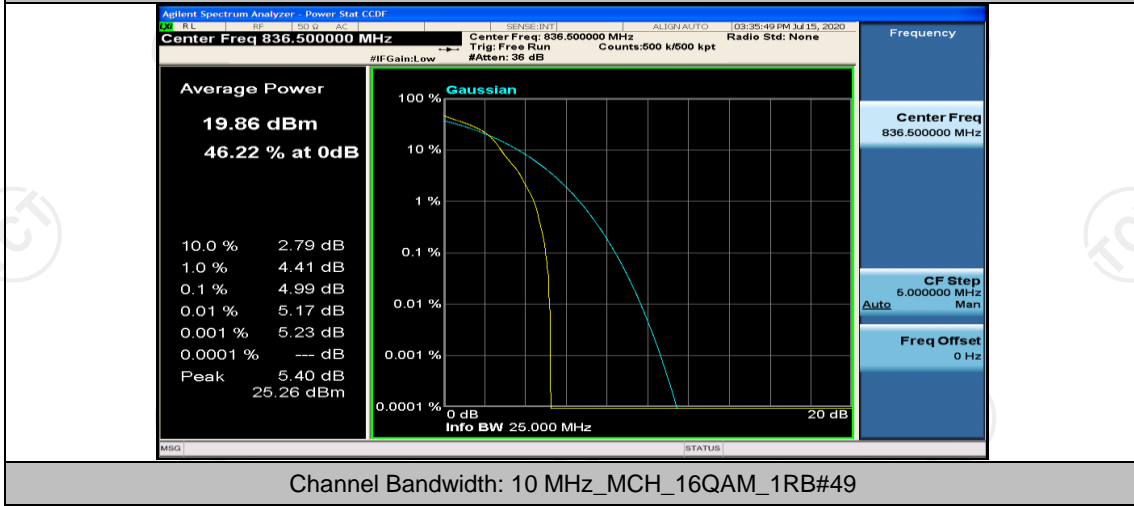 Agilent Spectrum Analyzer - Power Stat CCDF
LXI RL RF 50 Ω AC SENSE:INT ALIGN AUTO 03:35:49 PM Jul 15, 2020
Center Freq 836.500000 MHz Center Freq: 836.500000 MHz Radio Std: None
Trig: Free Run Counts:500 k/500 kpt
#IFGain:Low #Atten: 36 dB
Frequency
Average Power
19.86 dBm
46.22 % at 0dB
10.0 % 2.79 dB
1.0 % 4.41 dB
0.1 % 4.99 dB
0.01 % 5.17 dB
0.001 % 5.23 dB
0.0001 % --- dB
Peak 5.40 dB
25.26 dBm
Gaussian
100 %
10 %
1 %
0.1 %
0.01 %
0.001 %
0.0001 %
0 dB 20 dB
Info BW 25.000 MHz
Center Freq
836.500000 MHz
CF Step
5.000000 MHz
Auto Man
Freq Offset
0 Hz
MSG STATUS
Channel Bandwidth: 10 MHz_MCH_16QAM_1RB#49
TCT
TCT